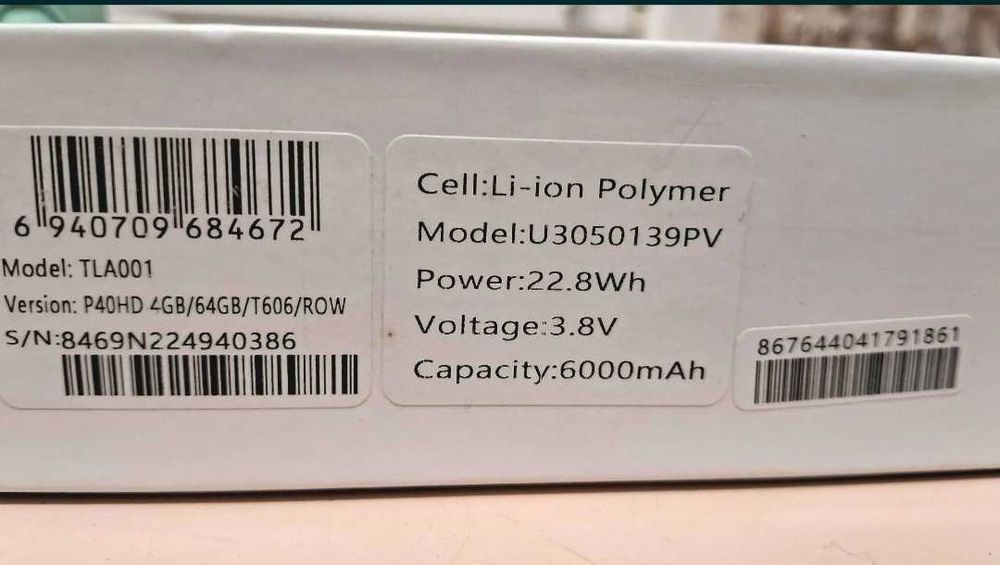 6 940709 684672
Model: TLA001
Version: P40HD 4GB/64GB/T606/ROW
S/N:8469N224940386
Cell:Li-ion Polymer
Model:U3050139PV
Power:22.8Wh
Voltage:3.8V
Capacity:6000mAh
867644041791861